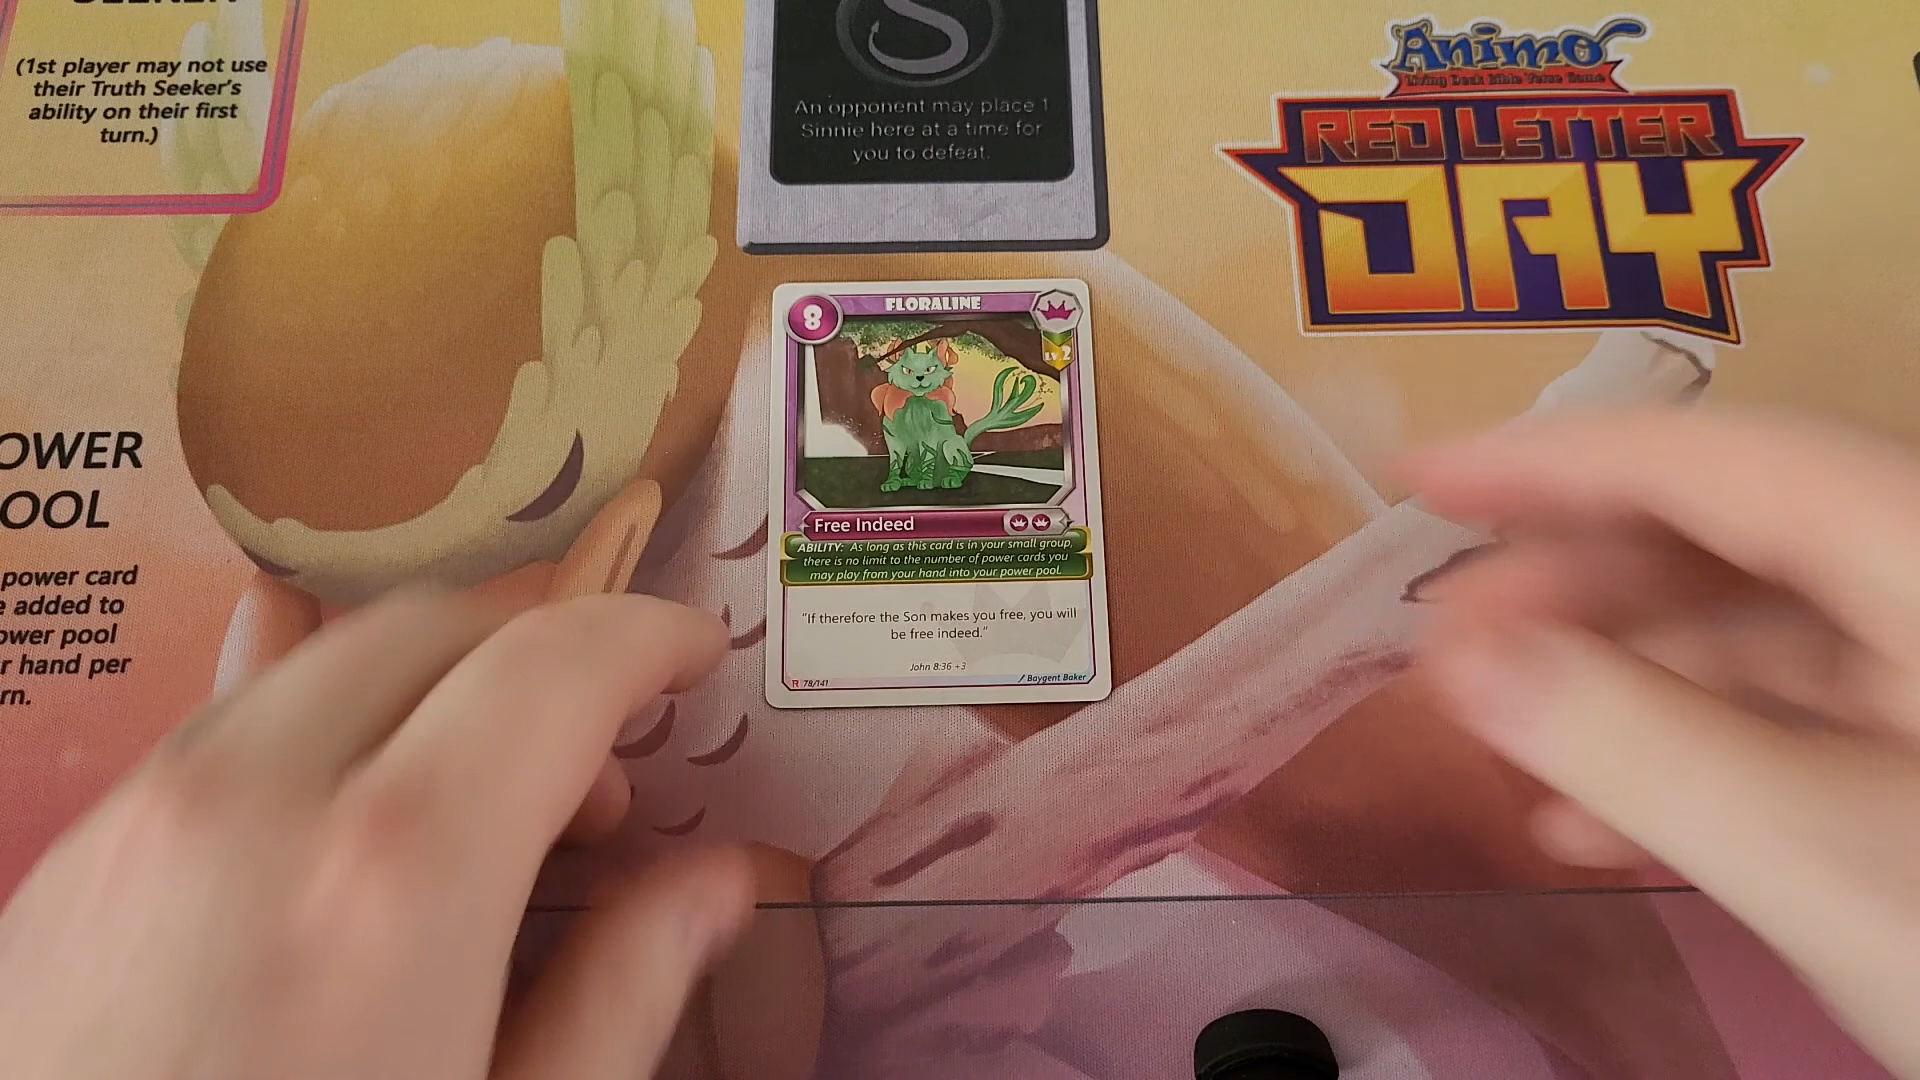 (1st player may not use
their Truth Seeker's
ability on their first
turn.)
An opponent may place 1
Sinnie here at a time for
you to defeat.
Animo
Living Deck Bible Verse Game
RED LETTER
DAY
OWER
OOL
power card
e added to
ower pool
r hand per
rn.
8
FLORALINE
LV.2
Free Indeed
ABILITY: As long as this card is in your small group,
there is no limit to the number of power cards you
may play from your hand into your power pool.
"If therefore the Son makes you free, you will
be free indeed."
John 8:36 +3
R 78/141
Baygent Baker